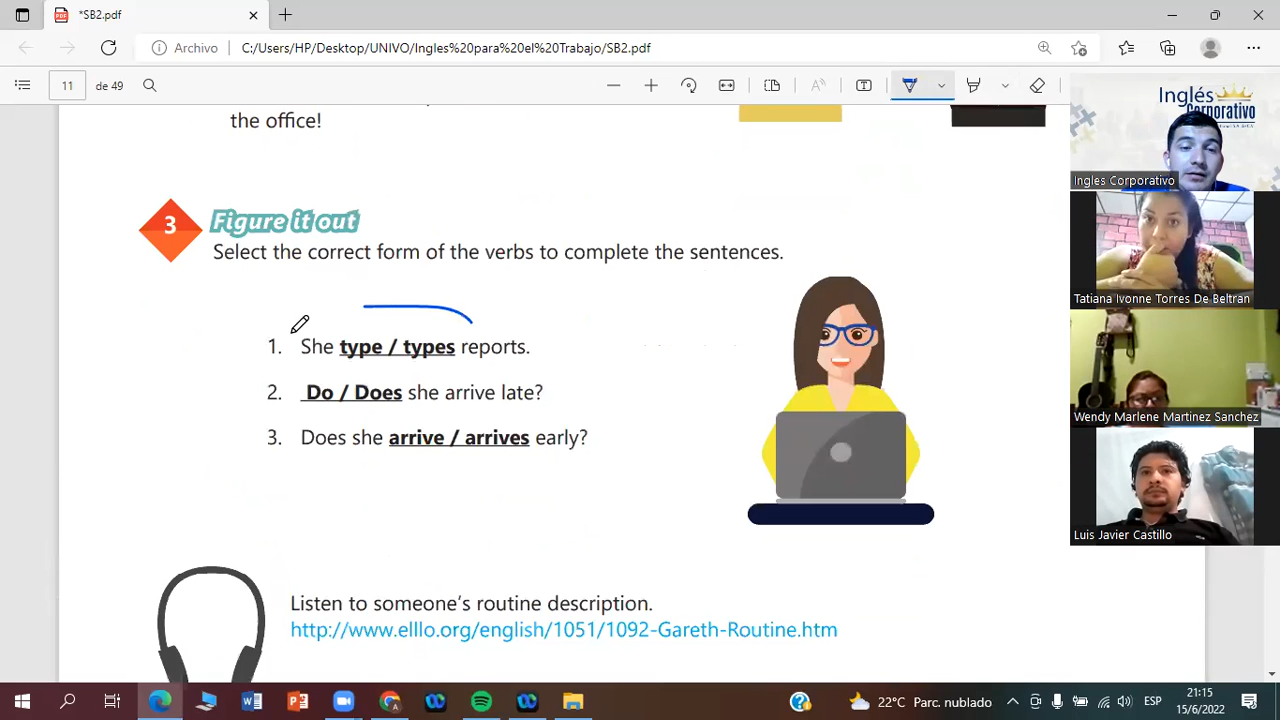 *SB2.pdf
Archivo
C:/Users/HP/Desktop/UNIVO/Ingles%20para%20el%20Trabajo/SB2.pdf
11 de 49
the office!
3 Figure it out
Select the correct form of the verbs to complete the sentences.
1. She type / types reports.
2. Do / Does she arrive late?
3. Does she arrive / arrives early?
Listen to someone's routine description.
http://www.elllo.org/english/1051/1092-Gareth-Routine.htm
Inglés
Corporativo
Ingles Corporativo
Tatiana Ivonne Torres De Beltran
Wendy Marlene Martinez Sanchez
Luis Javier Castillo
22°C Parc. nublado
ESP
21:15
15/6/2022